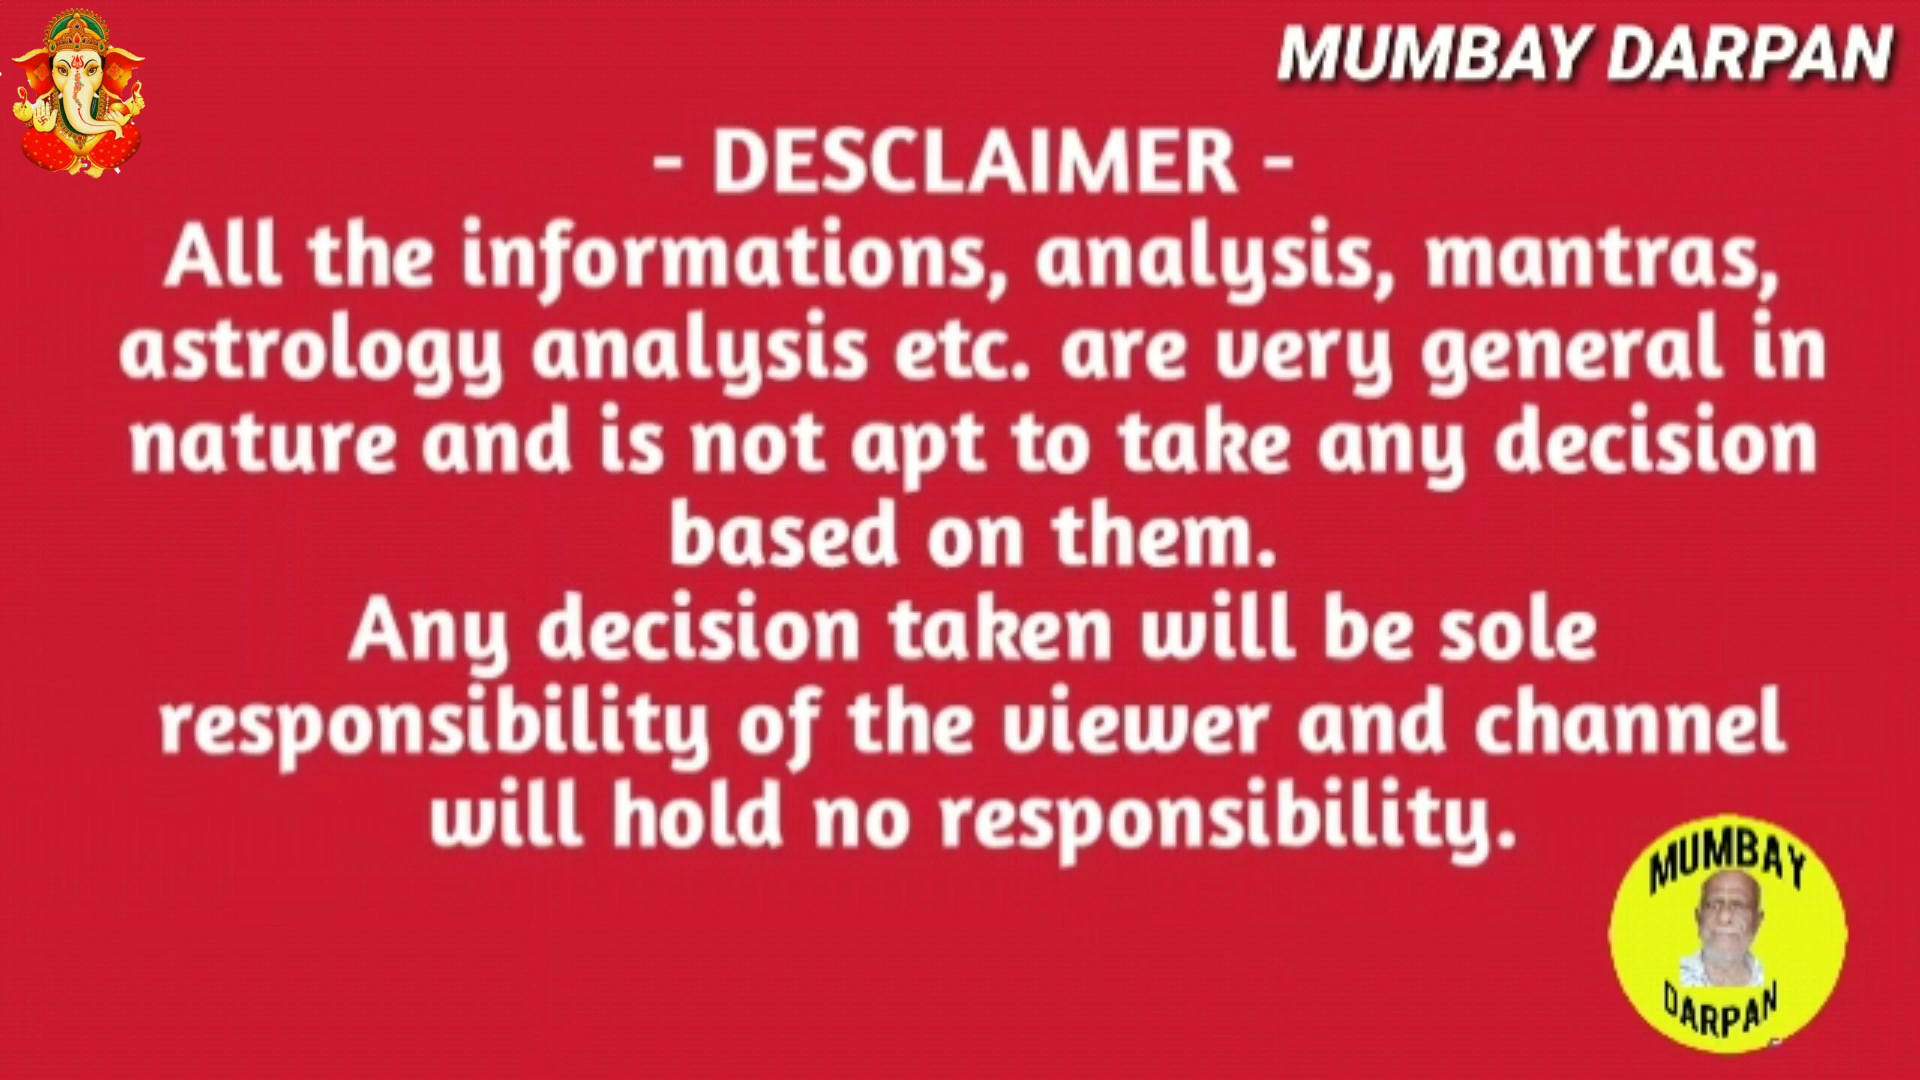 MUMBAY DARPAN
- DESCLAIMER -
All the informations, analysis, mantras,
astrology analysis etc. are very general in
nature and is not apt to take any decision
based on them.
Any decision taken will be sole
responsibility of the viewer and channel
will hold no responsibility.
MUMBAY
DARPAN